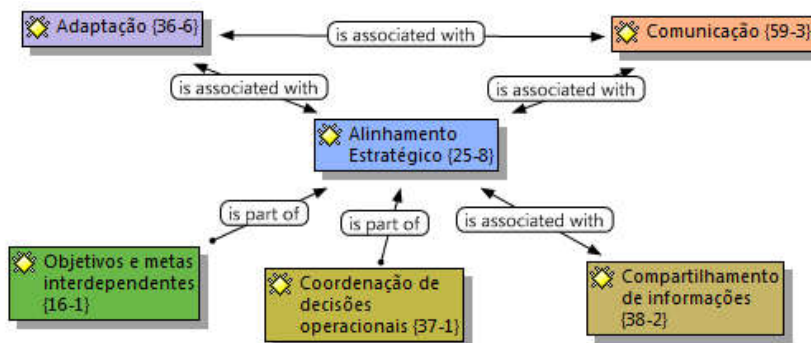 Adaptação {36-6}
is associated with
Comunicação {59-3}
is associated with
is associated with
Alinhamento
Estratégico {25-8}
is part of
is part of
is associated with
Objetivos e metas
interdependentes
{16-1}
Coordenação de
decisões
operacionais {37-1}
Compartilhamento
de informações
{38-2}